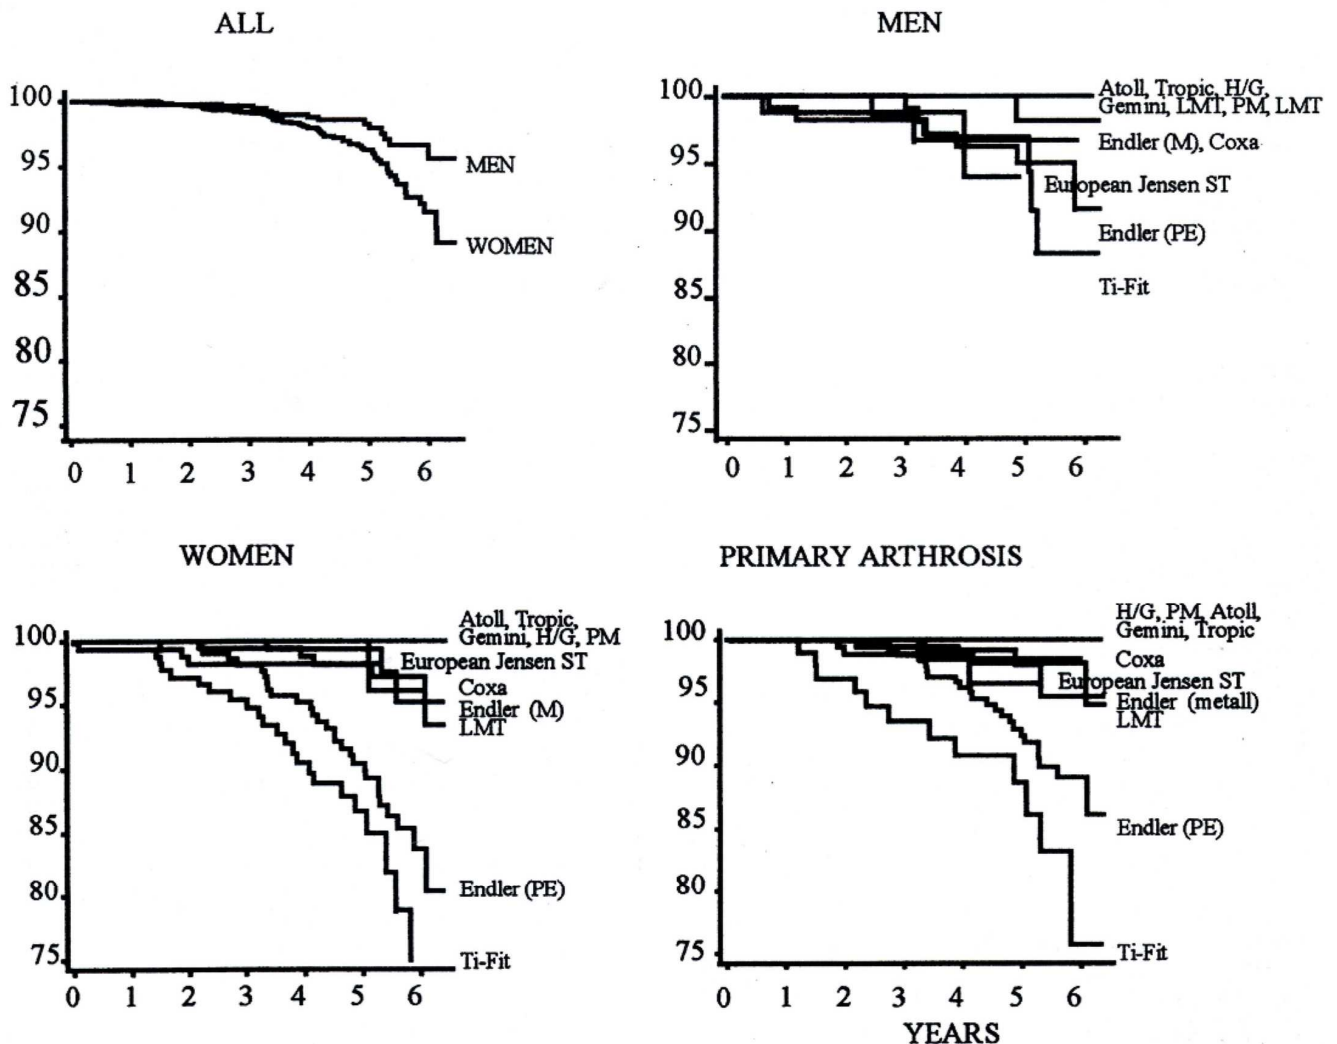 ALL
100
95
90
85
80
75
MEN
WOMEN
0 1 2 3 4 5 6
MEN
100
95
90
85
80
75
Atoll, Tropic, H/G,
Gemini, LMT, PM, LMT
Endler (M), Coxa
European Jensen ST
Endler (PE)
Ti-Fit
0 1 2 3 4 5 6
WOMEN
100
95
90
85
80
75
Atoll, Tropic,
Gemini, H/G, PM
European Jensen ST
Coxa
Endler (M)
LMT
Endler (PE)
Ti-Fit
0 1 2 3 4 5 6
PRIMARY ARTHROSIS
100
95
90
85
80
75
H/G, PM, Atoll,
Gemini, Tropic
Coxa
European Jensen ST
Endler (metall)
LMT
Endler (PE)
Ti-Fit
0 1 2 3 4 5 6
YEARS